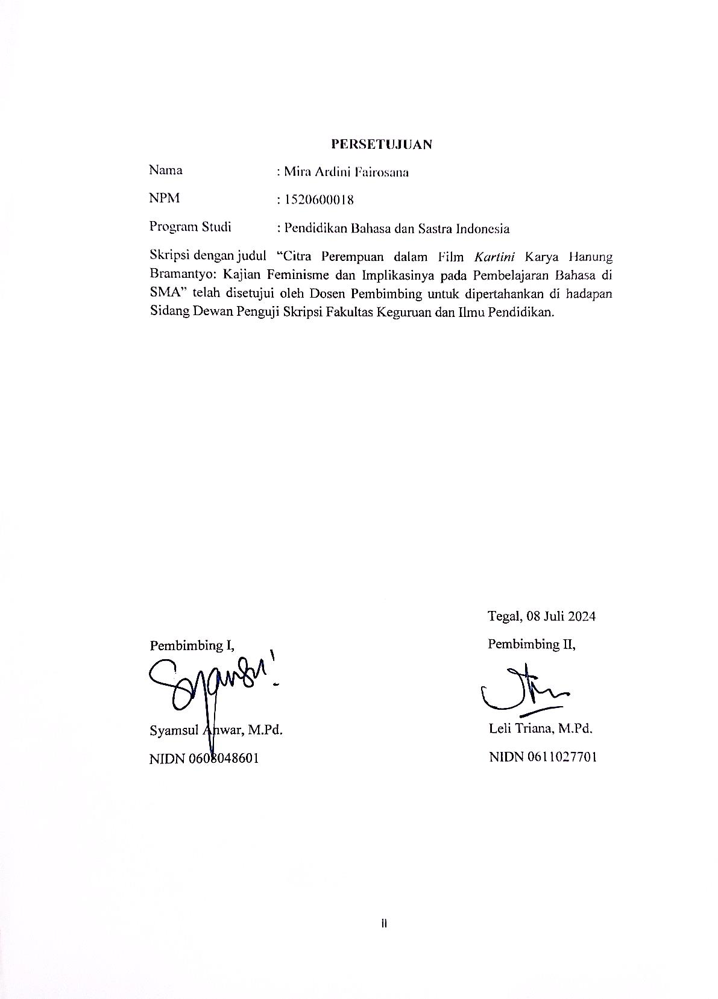 PERSETUJUAN
Nama : Mira Ardini Fairosana
NPM : 1520600018
Program Studi : Pendidikan Bahasa dan Sastra Indonesia
Skripsi dengan judul “Citra Perempuan dalam Film Kartini Karya Hanung
Bramantyo: Kajian Feminisme dan Implikasinya pada Pembelajaran Bahasa di
SMA” telah disetujui oleh Dosen Pembimbing untuk dipertahankan di hadapan
Sidang Dewan Penguji Skripsi Fakultas Keguruan dan Ilmu Pendidikan.
Tegal, 08 Juli 2024
Pembimbing I, Pembimbing II,
Syamsul Anwar, M.Pd. Leli Triana, M.Pd.
NIDN 0608048601 NIDN 0611027701
ii